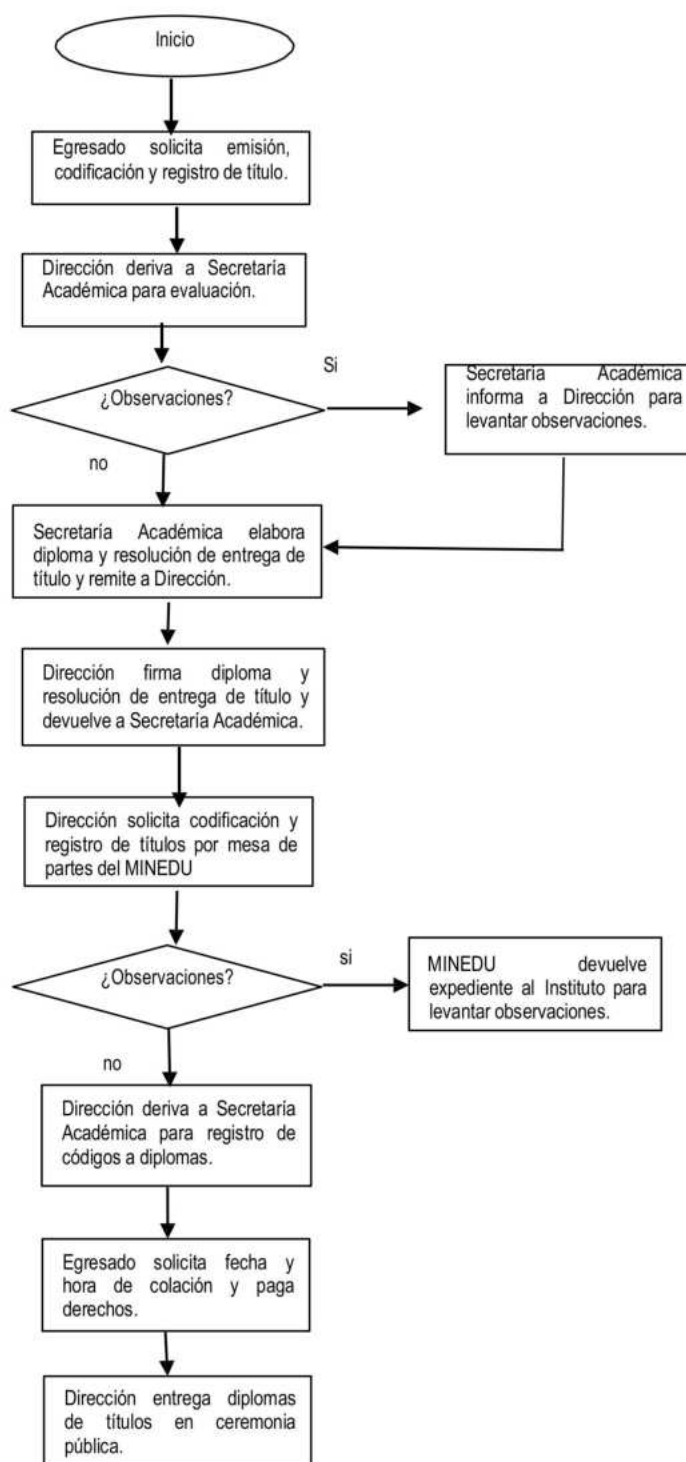 Inicio
Egresado solicita emisión,
codificación y registro de título.
Dirección deriva a Secretaría
Académica para evaluación.
¿Observaciones?
Si
Secretaría Académica
informa a Dirección para
levantar observaciones.
no
Secretaría Académica elabora
diploma y resolución de entrega de
título y remite a Dirección.
Dirección firma diploma y
resolución de entrega de título y
devuelve a Secretaría Académica.
Dirección solicita codificación y
registro de títulos por mesa de
partes del MINEDU
¿Observaciones?
si
MINEDU devuelve
expediente al Instituto para
levantar observaciones.
no
Dirección deriva a Secretaría
Académica para registro de
códigos a diplomas.
Egresado solicita fecha y
hora de colación y paga
derechos.
Dirección entrega diplomas
de títulos en ceremonia
pública.